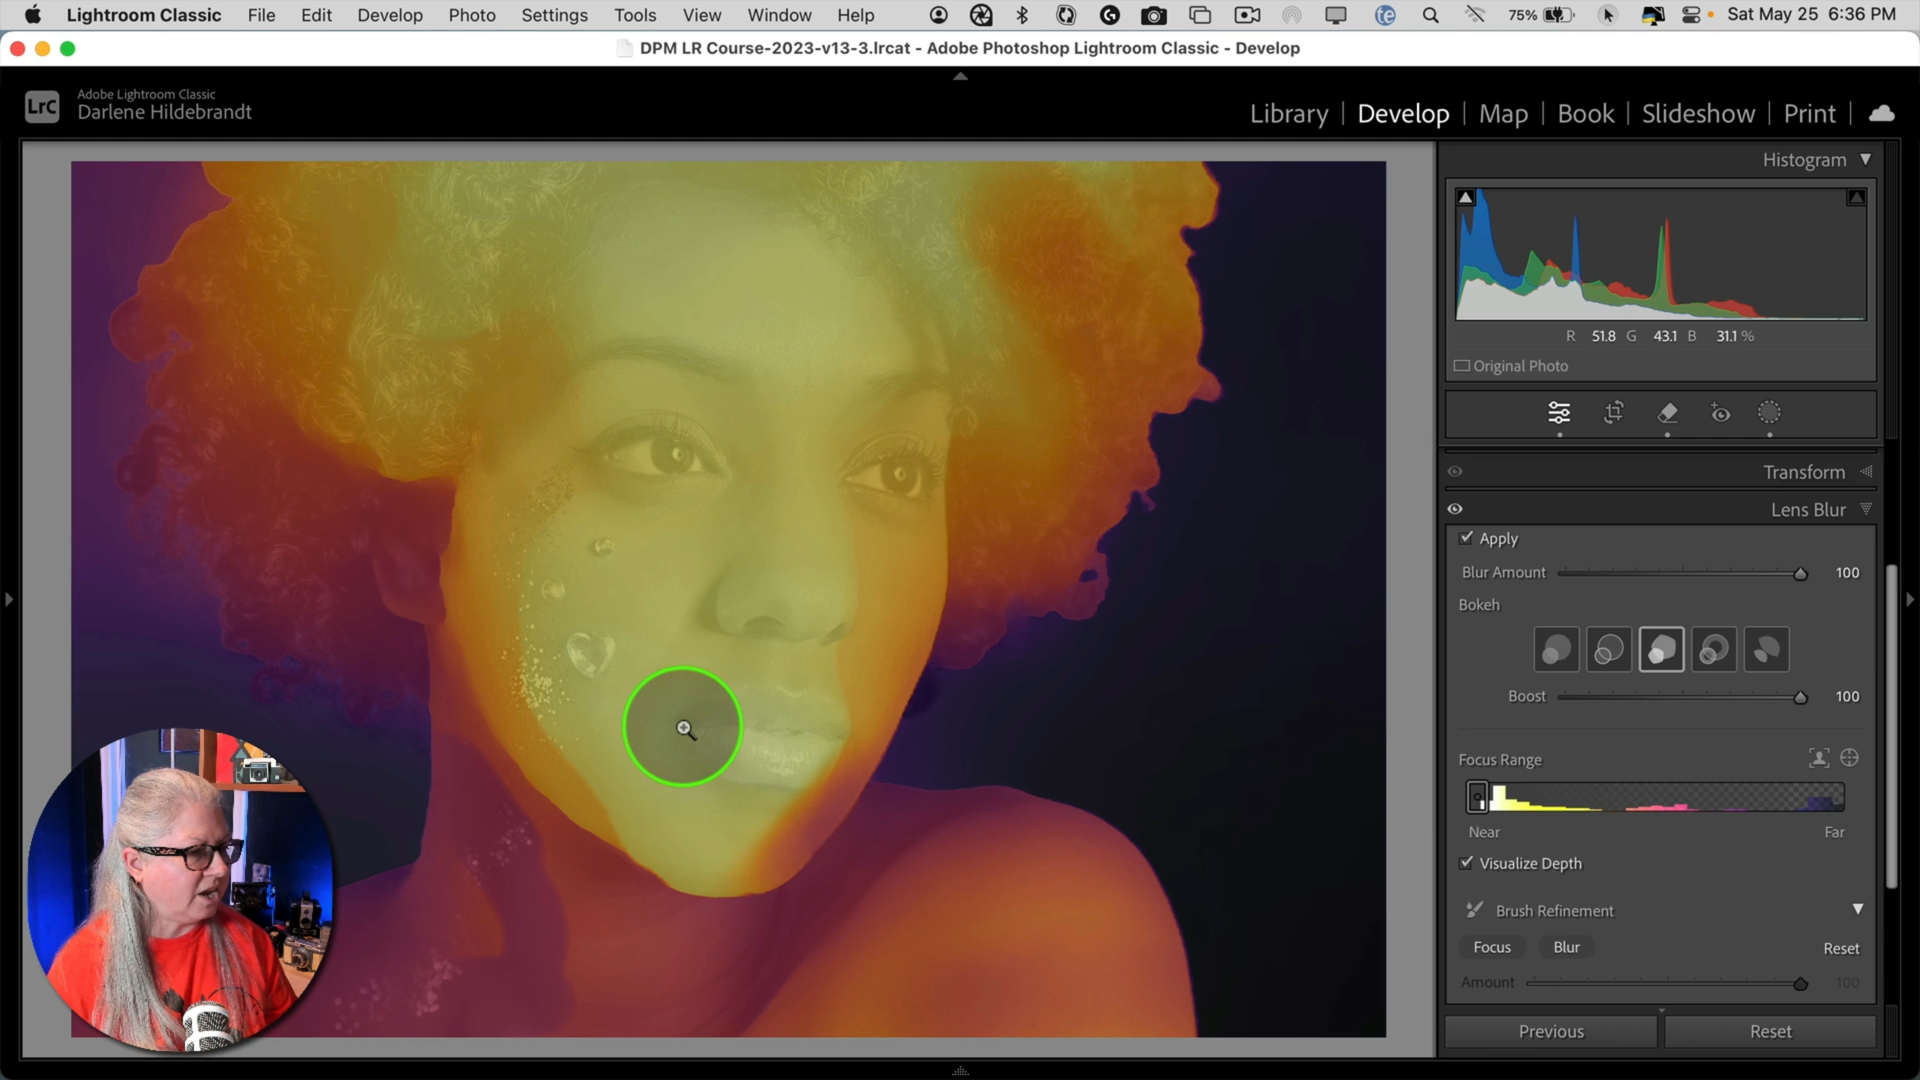 Lightroom Classic File Edit Develop Photo Settings Tools View Window Help te 75% Sat May 25 6:36 PM
DPM LR Course-2023-v13-3.lrcat - Adobe Photoshop Lightroom Classic - Develop
LrC
Adobe Lightroom Classic
Darlene Hildebrandt
Library | Develop | Map | Book | Slideshow | Print |
Histogram
R 51.8 G 43.1 B 31.1 %
Original Photo
Transform
Lens Blur
Apply
Blur Amount 100
Bokeh
Boost 100
Focus Range
Near Far
Visualize Depth
Brush Refinement
Focus Blur Reset
Amount 100
Previous Reset